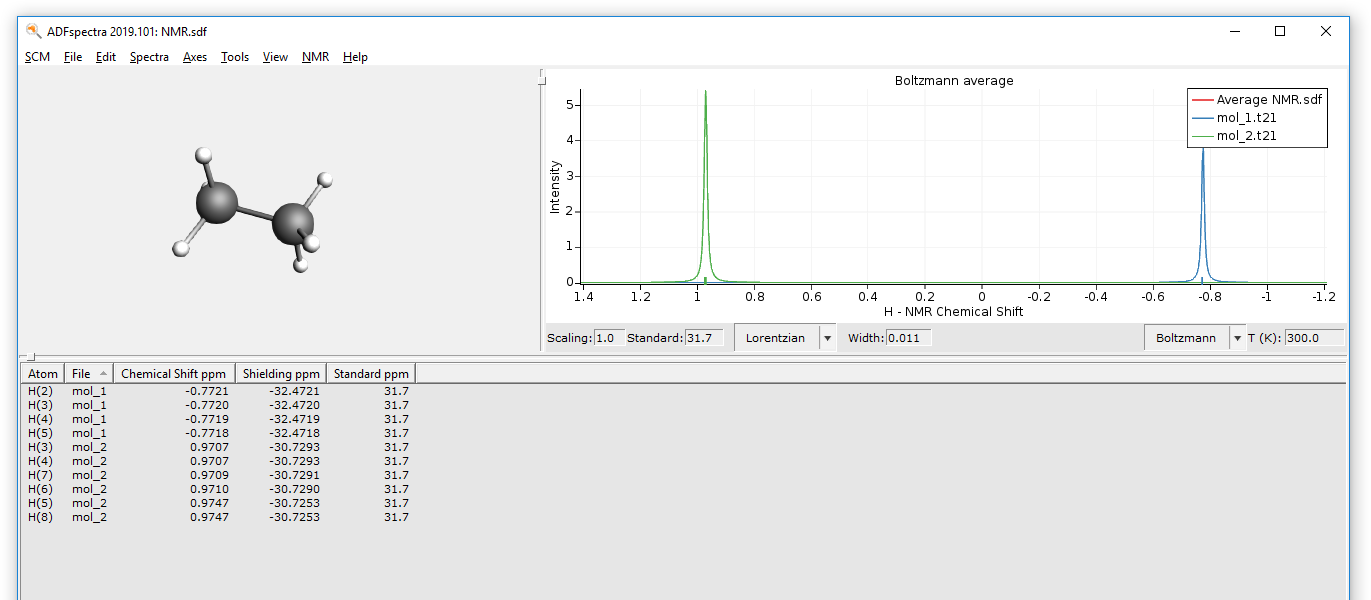 ADFspectra 2019.101: NMR.sdf
SCM File Edit Spectra Axes Tools View NMR Help
Boltzmann average
Average NMR.sdf
mol_1.t21
mol_2.t21
Intensity
5
4
3
2
1
0
1.4 1.2 1 0.8 0.6 0.4 0.2 0 -0.2 -0.4 -0.6 -0.8 -1 -1.2
H - NMR Chemical Shift
Scaling: 1.0 Standard: 31.7 Lorentzian Width: 0.011 Boltzmann T (K): 300.0
Atom File Chemical Shift ppm Shielding ppm Standard ppm
H(2) mol_1 -0.7721 -32.4721 31.7
H(3) mol_1 -0.7720 -32.4720 31.7
H(4) mol_1 -0.7719 -32.4719 31.7
H(5) mol_1 -0.7718 -32.4718 31.7
H(3) mol_2 0.9707 -30.7293 31.7
H(4) mol_2 0.9707 -30.7293 31.7
H(7) mol_2 0.9709 -30.7291 31.7
H(6) mol_2 0.9710 -30.7290 31.7
H(5) mol_2 0.9747 -30.7253 31.7
H(8) mol_2 0.9747 -30.7253 31.7